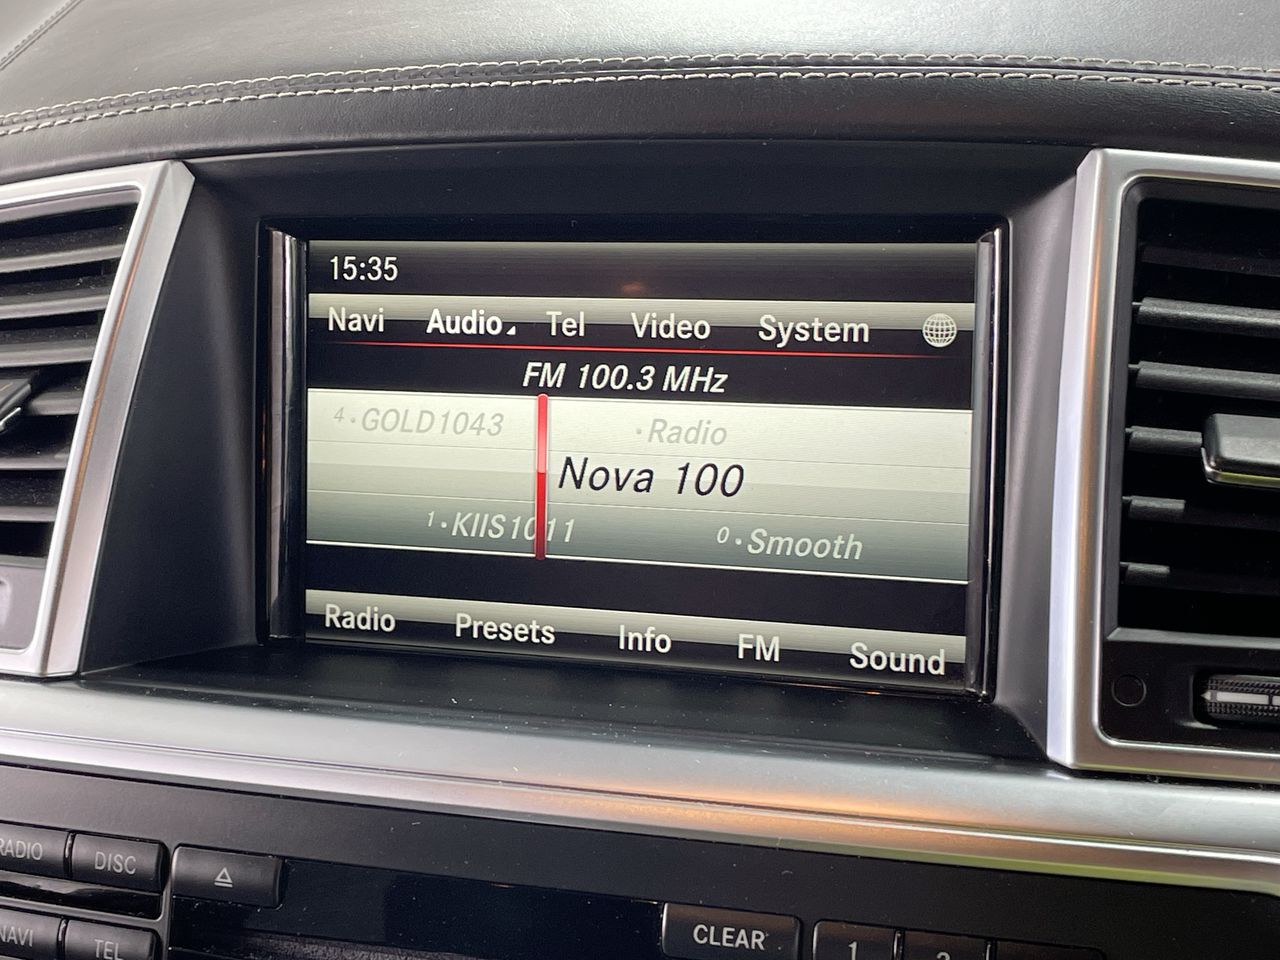 15:35
Navi Audio Tel Video System
FM 100.3 MHz
4·GOLD1043 ·Radio
Nova 100
1·KIIS1011 0·Smooth
Radio Presets Info FM Sound
RADIO DISC
NAVI TEL
CLEAR 1 2